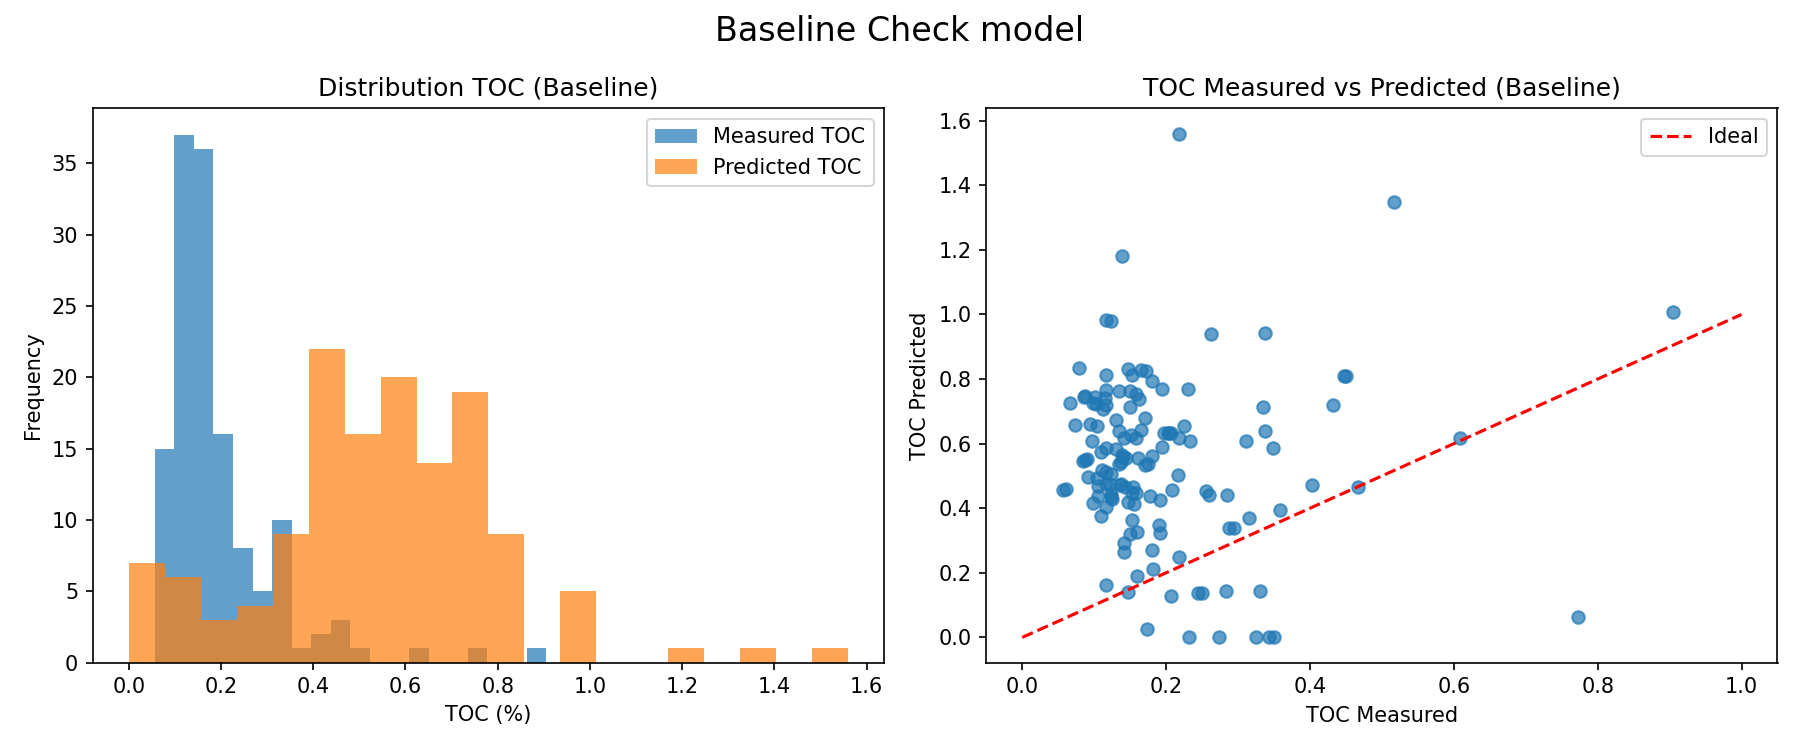 Baseline Check model
Distribution TOC (Baseline)
Measured TOC
Predicted TOC
Frequency
35
30
25
20
15
10
5
0
0.0 0.2 0.4 0.6 0.8 1.0 1.2 1.4 1.6
TOC (%)
TOC Measured vs Predicted (Baseline)
Ideal
TOC Predicted
1.6
1.4
1.2
1.0
0.8
0.6
0.4
0.2
0.0
0.0 0.2 0.4 0.6 0.8 1.0
TOC Measured